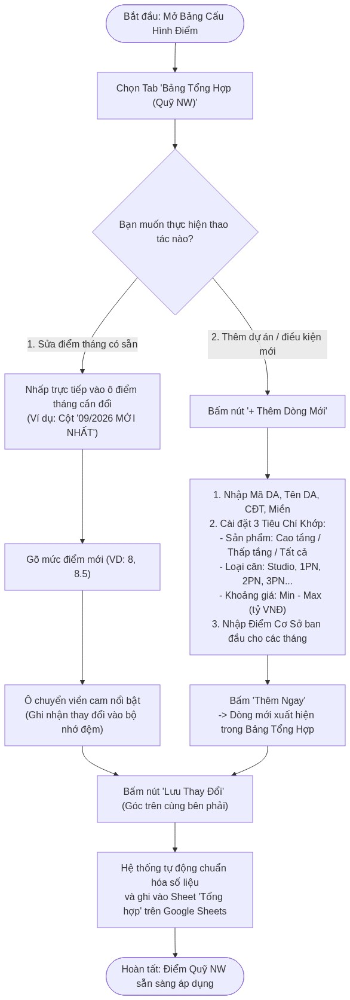 Bắt đầu: Mở Bảng Cấu
Hình Điểm
Chọn Tab 'Bảng Tổng Hợp
(Quỹ NW)'
Bạn muốn thực hiện thao
tác nào?
1. Sửa điểm tháng có sẵn
2. Thêm dự án / điều kiện
mới
Nhấp trực tiếp vào ô điểm
tháng cần đổi
(Ví dụ: Cột '09/2026 MỚI
NHẤT')
Bấm nút '+ Thêm Dòng Mới'
Gõ mức điểm mới (VD: 8,
8.5)
1. Nhập Mã DA, Tên DA,
CĐT, Miền
2. Cài đặt 3 Tiêu Chí Khớp:
- Sản phẩm: Cao tầng /
Thấp tầng / Tất cả
- Loại căn: Studio, 1PN,
2PN, 3PN...
- Khoảng giá: Min - Max
(tỷ VNĐ)
3. Nhập Điểm Cơ Sở ban
đầu cho các tháng
Ô chuyển viền cam nổi bật
(Ghi nhận thay đổi vào bộ
nhớ đệm)
Bấm 'Thêm Ngay'
-> Dòng mới xuất hiện
trong Bảng Tổng Hợp
Bấm nút 'Lưu Thay Đổi'
(Góc trên cùng bên phải)
Hệ thống tự động chuẩn
hóa số liệu
và ghi vào Sheet 'Tổng
hợp' trên Google Sheets
Hoàn tất: Điểm Quỹ NW
sẵn sàng áp dụng